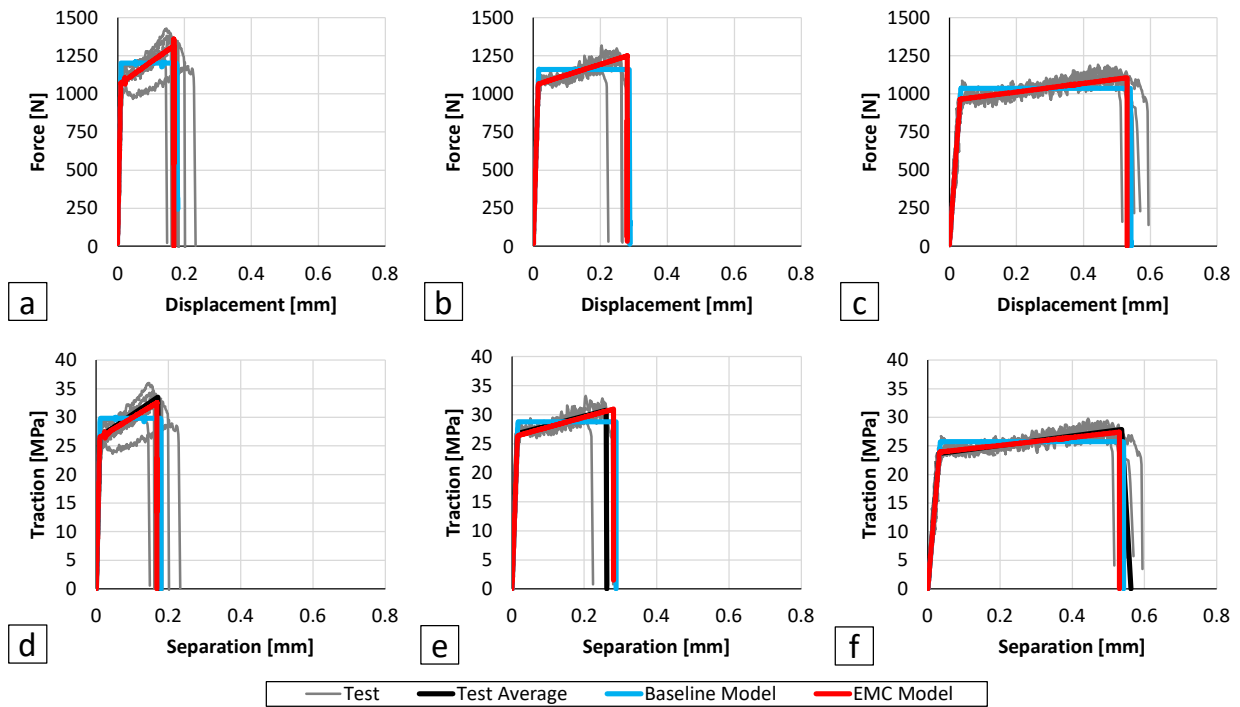 1500
1250
1000
750
500
250
0
Force [N]
0 0.2 0.4 0.6 0.8
Displacement [mm]
a
1500
1250
1000
750
500
250
0
Force [N]
0 0.2 0.4 0.6 0.8
Displacement [mm]
b
1500
1250
1000
750
500
250
0
Force [N]
0 0.2 0.4 0.6 0.8
Displacement [mm]
c
40
35
30
25
20
15
10
5
0
Traction [MPa]
0 0.2 0.4 0.6 0.8
Separation [mm]
d
40
35
30
25
20
15
10
5
0
Traction [MPa]
0 0.2 0.4 0.6 0.8
Separation [mm]
e
40
35
30
25
20
15
10
5
0
Traction [MPa]
0 0.2 0.4 0.6 0.8
Separation [mm]
f
Test Test Average Baseline Model EMC Model